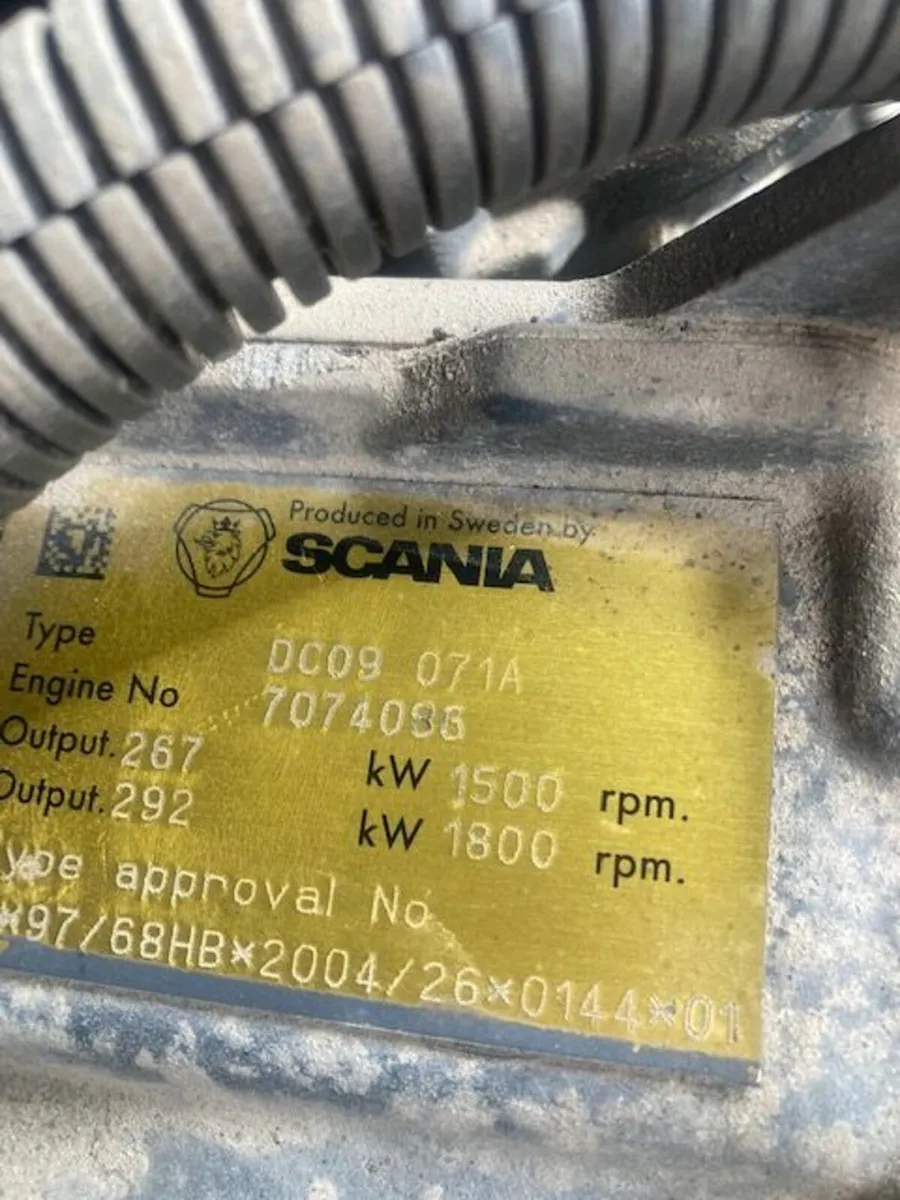 Produced in Sweden by
SCANIA
Type DC09 071A
Engine No 7074086
Output. 267 kW 1500 rpm.
Output. 292 kW 1800 rpm.
ype approval No
*97/68HB*2004/26*0144*01